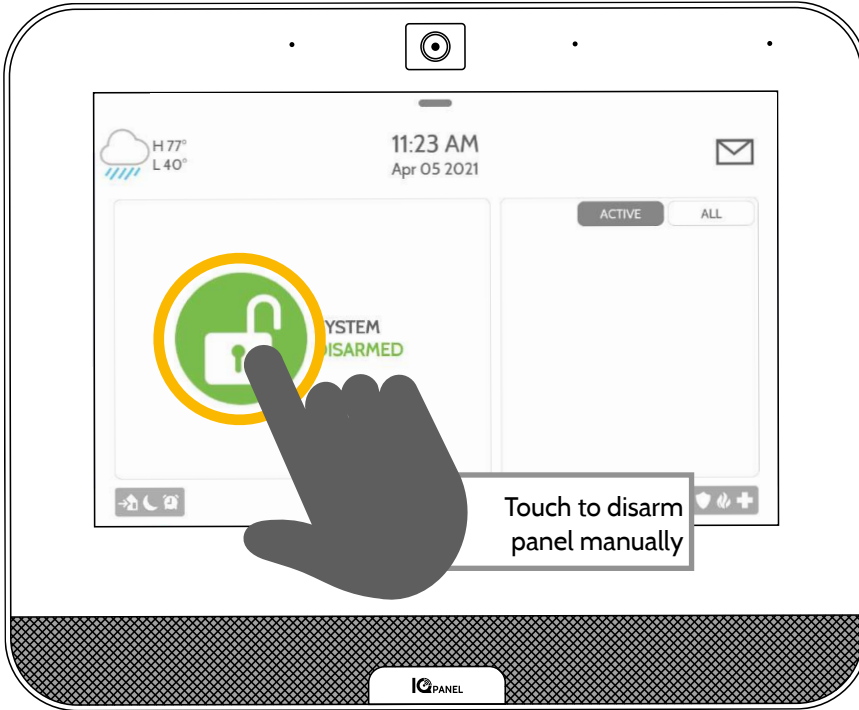 H 77°
L 40°
11:23 AM
Apr 05 2021
ACTIVE
ALL
YSTEM
ISARMED
Touch to disarm
panel manually
IQ PANEL